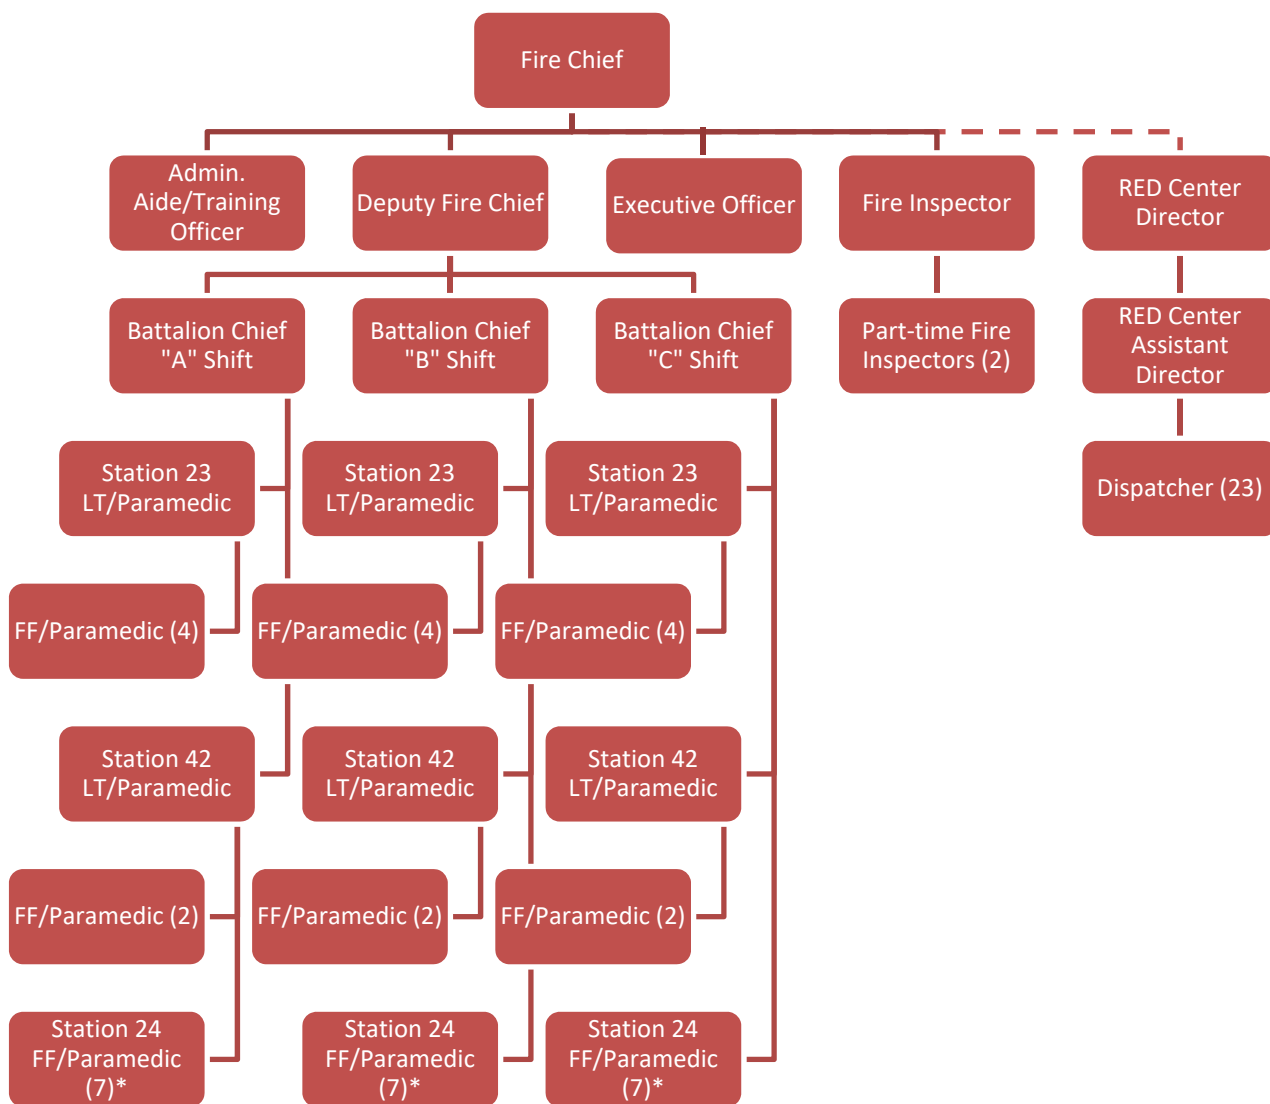 Fire Chief
Admin.
Aide/Training
Officer
Deputy Fire Chief
Executive Officer
Fire Inspector
RED Center
Director
Battalion Chief
"A" Shift
Battalion Chief
"B" Shift
Battalion Chief
"C" Shift
Part-time Fire
Inspectors (2)
RED Center
Assistant
Director
Station 23
LT/Paramedic
Station 23
LT/Paramedic
Station 23
LT/Paramedic
Dispatcher (23)
FF/Paramedic (4)
FF/Paramedic (4)
FF/Paramedic (4)
Station 42
LT/Paramedic
Station 42
LT/Paramedic
Station 42
LT/Paramedic
FF/Paramedic (2)
FF/Paramedic (2)
FF/Paramedic (2)
Station 24
FF/Paramedic
(7)*
Station 24
FF/Paramedic
(7)*
Station 24
FF/Paramedic
(7)*